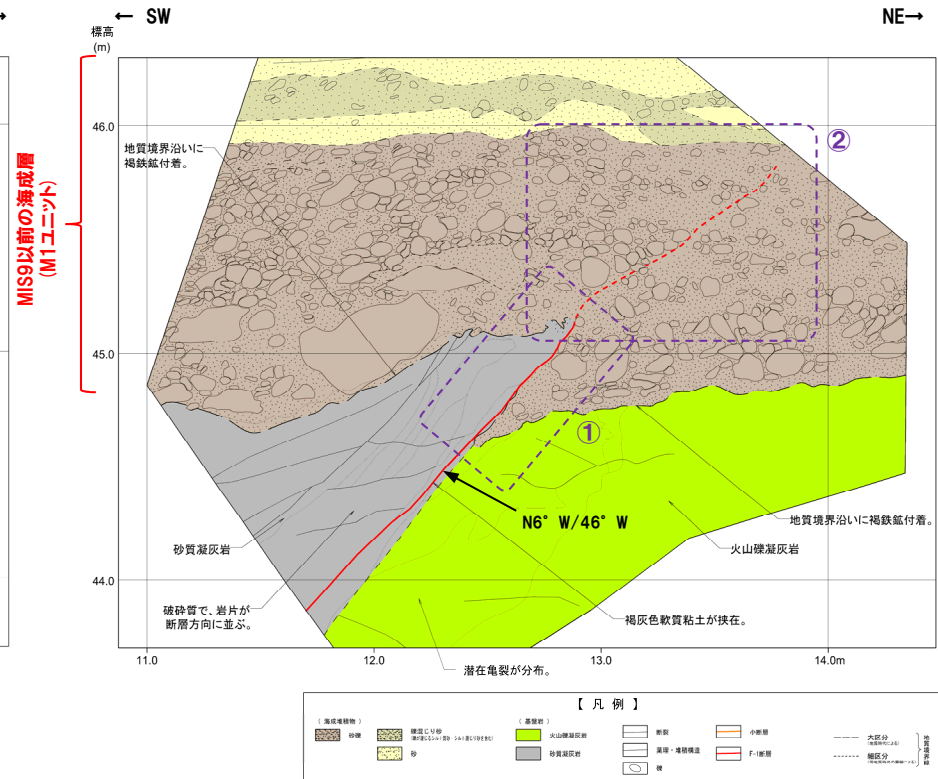 ← SW
NE→
標高
(m)
46.0
45.0
44.0
11.0
12.0
13.0
14.0m
MIS9以前の海成層
(M1ユニット)
地質境界沿いに
褐鉄鉱付着。
②
①
N6°W/46°W
地質境界沿いに褐鉄鉱付着。
火山礫凝灰岩
砂質凝灰岩
破砕質で、岩片が
断層方向に並ぶ。
褐灰色軟質粘土が挟在。
潜在亀裂が分布。
【 凡 例 】
( 海成堆積物 )
砂礫
礫混じり砂
砂
( 基盤岩 )
火山礫凝灰岩
砂質凝灰岩
断裂
葉理・堆積構造
礫
小断層
F-1断層
大区分
細区分
地質境界線